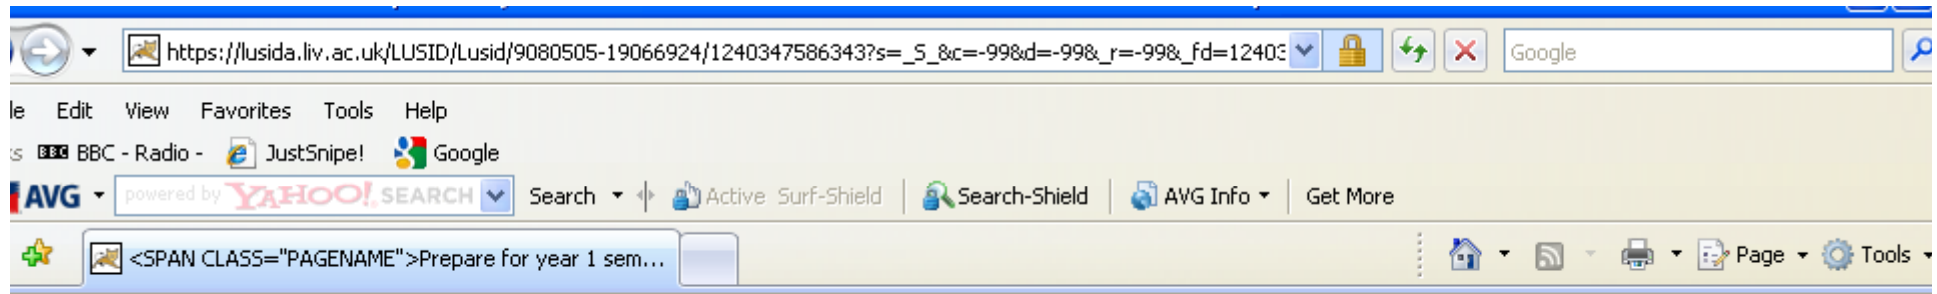 https://lusida.liv.ac.uk/LUSID/Lusid/9080505-19066924/1240347586343?s=_S_&c=-99&d=-99&_r=-99&_fd=12403 Google
le Edit View Favorites Tools Help
s BBC BBC - Radio - JustSnipe! Google
AVG powered by YAHOO! SEARCH Search Active Surf-Shield Search-Shield AVG Info Get More
<SPAN CLASS="PAGENAME">Prepare for year 1 sem... Page Tools